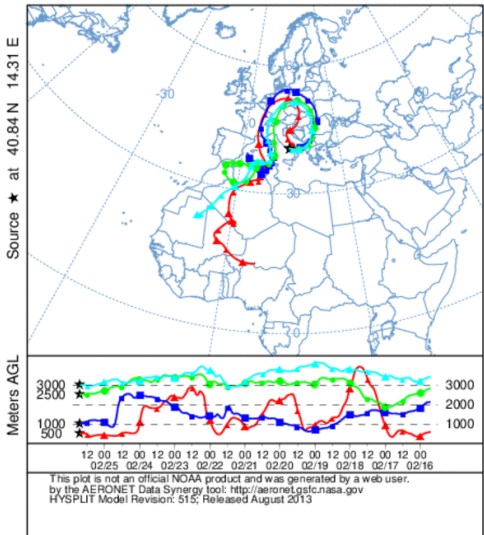 Source ★ at 40.84 N 14.31 E
-30
0
30
0
Meters AGL
3000
2500
1000
500
3000
2000
1000
12 00 12 00 12 00 12 00 12 00 12 00 12 00 12 00 12 00 12 00
02/25 02/24 02/23 02/22 02/21 02/20 02/19 02/18 02/17 02/16
This plot is not an official NOAA product and was generated by a web user.
by the AERONET Data Synergy tool: http://aeronet.gsfc.nasa.gov
HYSPLIT Model Revision: 515; Released August 2013